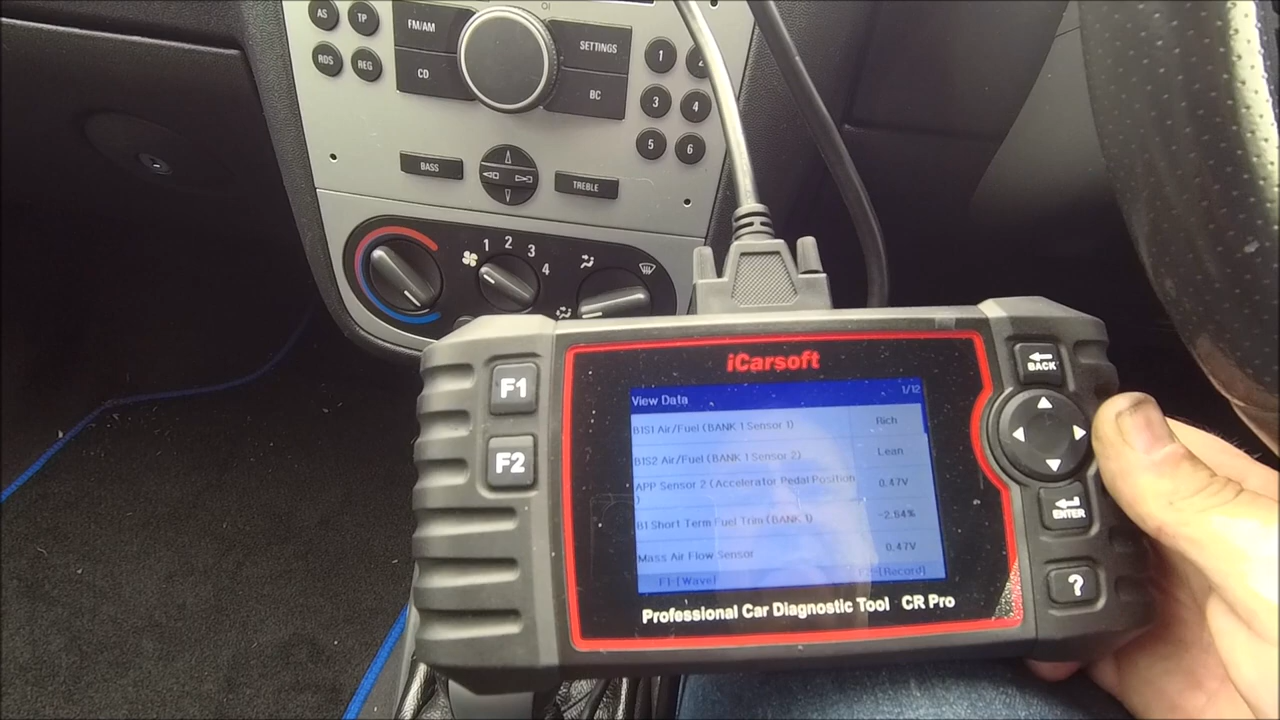 AS
TP
FM/AM
SETTINGS
1
2
RDS
REG
CD
BC
3
4
5
6
BASS
TREBLE
1
2
3
4
iCarsoft
F1
F2
BACK
ENTER
?
View Data 1/12
B1S1 Air/Fuel (BANK 1 Sensor 1) Rich
B1S2 Air/Fuel (BANK 1 Sensor 2) Lean
APP Sensor 2 (Accelerator Pedal Position 0.47V
)
B1 Short Term Fuel Trim (BANK 1)
Mass Air Flow Sensor 0.47V
F1-[Wave] F2-[Record]
Professional Car Diagnostic Tool CR Pro